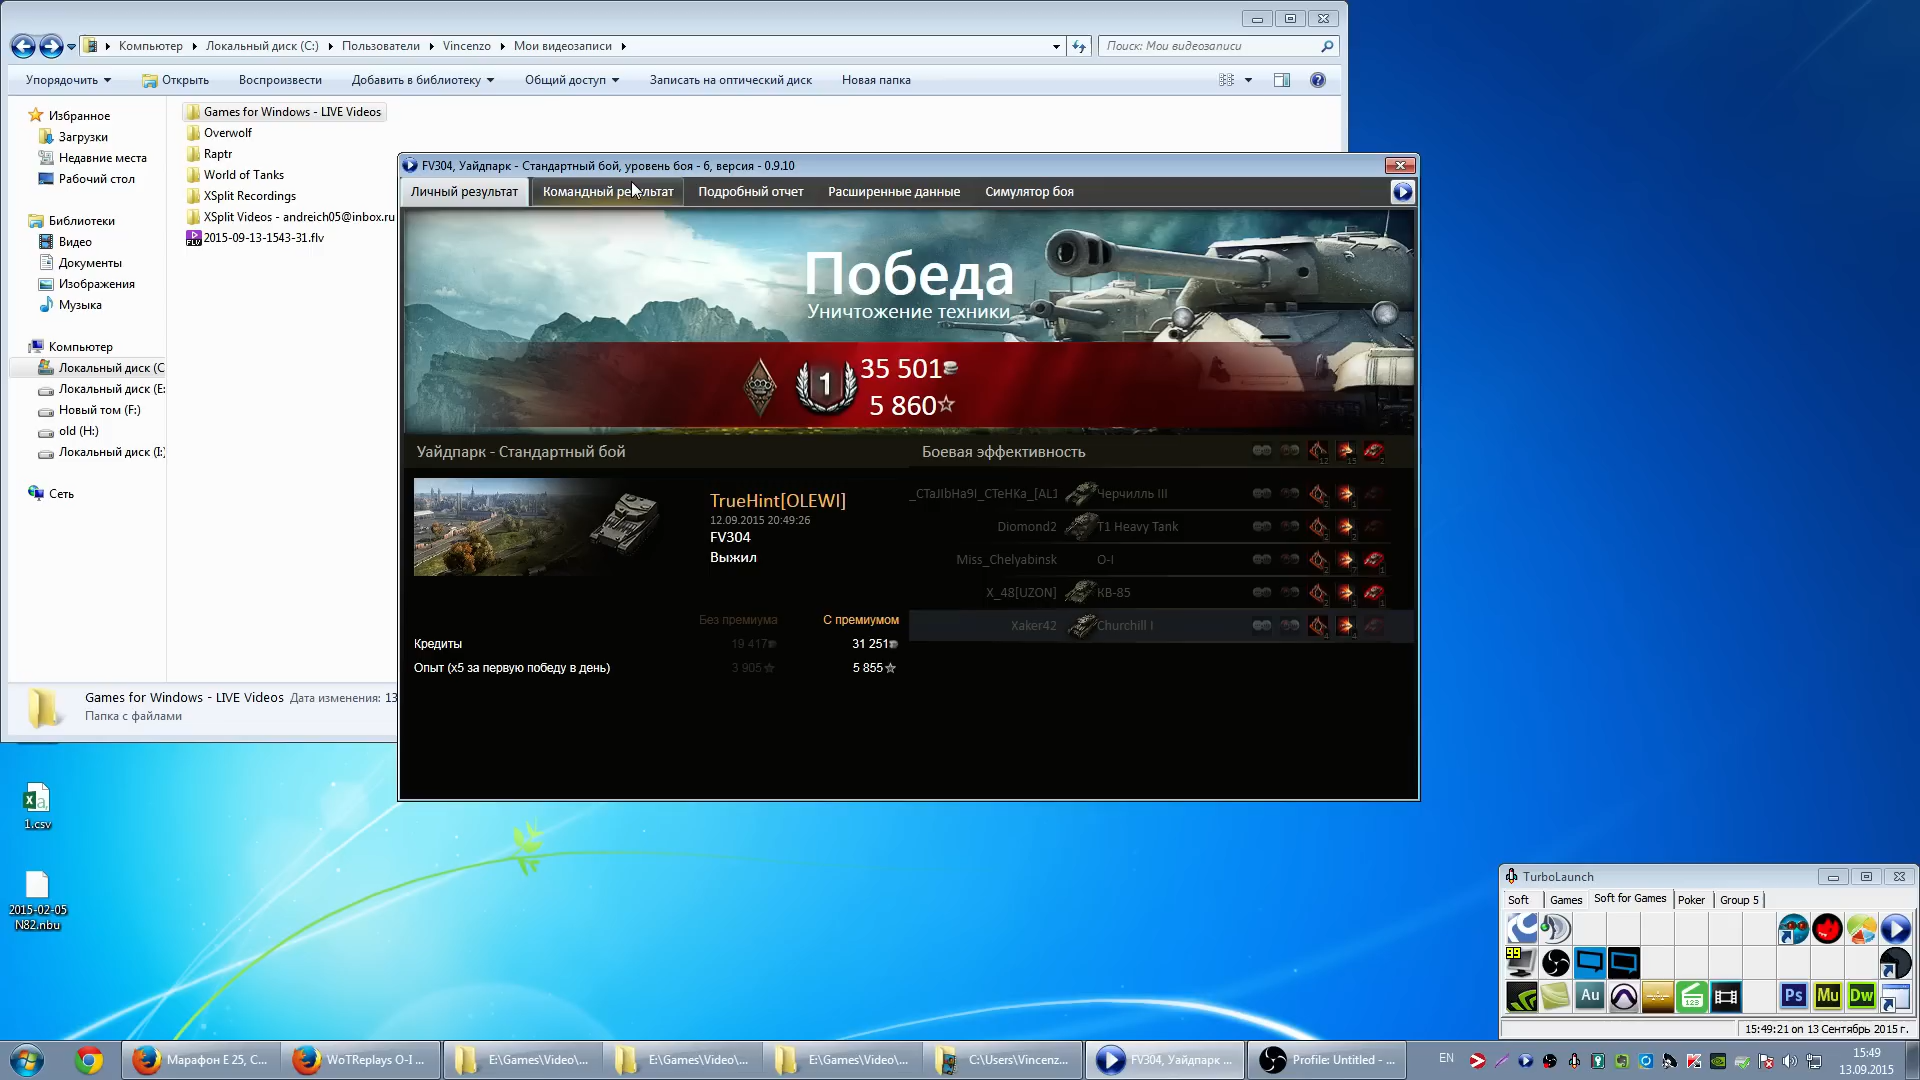 Компьютер
Локальный диск (C:)
Пользователи
Vincenzo
Мои видеозаписи
Поиск: Мои видеозаписи
Упорядочить
Открыть
Воспроизвести
Добавить в библиотеку
Общий доступ
Записать на оптический диск
Новая папка
Избранное
Загрузки
Недавние места
Рабочий стол
Библиотеки
Видео
Документы
Изображения
Музыка
Компьютер
Локальный диск (C
Локальный диск (E:
Новый том (F:)
old (H:)
Локальный диск (I:
Сеть
Games for Windows - LIVE Videos
Overwolf
Raptr
World of Tanks
XSplit Recordings
XSplit Videos - andreich05@inbox.ru
2015-09-13-1543-31.flv
Games for Windows - LIVE Videos Дата изменения: 13
Папка с файлами
FV304, Уайдпарк - Стандартный бой, уровень боя - 6, версия - 0.9.10
Личный результат
Командный результат
Подробный отчет
Расширенные данные
Симулятор боя
Победа
Уничтожение техники
1
35 501
5 860
Уайдпарк - Стандартный бой
Боевая эффективность
12
15
2
TrueHint[OLEWI]
12.09.2015 20:49:26
FV304
Выжил
Без премиума
С премиумом
Кредиты
19 417
31 251
Опыт (x5 за первую победу в день)
3 905
5 855
_CTaJIbHa9I_CTeHKa_[AL1
Черчилль III
Diomond2
T1 Heavy Tank
Miss_Chelyabinsk
O-I
X_48[UZON]
КВ-85
Xaker42
Churchill I
1.csv
2015-02-05
N82.nbu
TurboLaunch
Soft
Games
Soft for Games
Poker
Group 5
99
Au
123
Ps
Mu
Dw
15:49:21 on 13 Сентябрь 2015 г.
Марафон E 25, С...
WoTReplays O-I ...
E:\Games\Video\...
E:\Games\Video\...
E:\Games\Video\...
C:\Users\Vincenz...
FV304, Уайдпарк ...
Profile: Untitled - ...
EN
15:49
13.09.2015